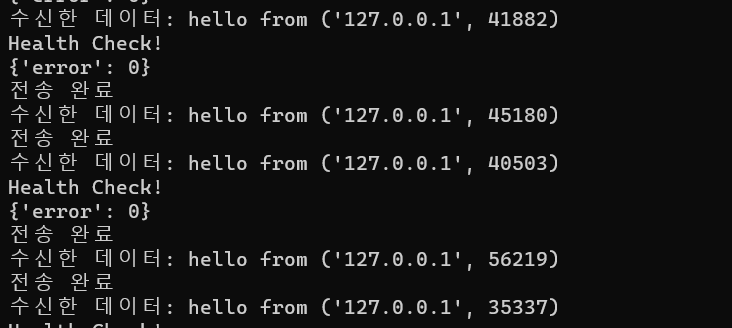 {'error': 0}
수신한 데이터: hello from ('127.0.0.1', 41882)
Health Check!
{'error': 0}
전송 완료
수신한 데이터: hello from ('127.0.0.1', 45180)
전송 완료
수신한 데이터: hello from ('127.0.0.1', 40503)
Health Check!
{'error': 0}
전송 완료
수신한 데이터: hello from ('127.0.0.1', 56219)
전송 완료
수신한 데이터: hello from ('127.0.0.1', 35337)
Health Check!